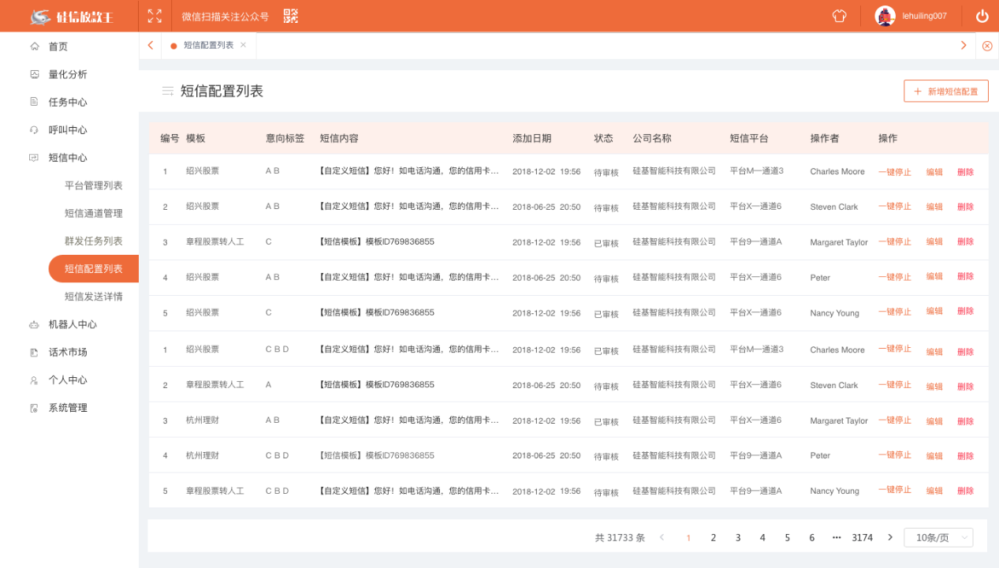 硅信放款王 微信扫描关注公众号 lehuiling007
首页
量化分析
任务中心
呼叫中心
短信中心
平台管理列表
短信通道管理
群发任务列表
短信配置列表
短信发送详情
机器人中心
话术市场
个人中心
系统管理
短信配置列表 ×
短信配置列表
+ 新增短信配置
编号 模板 意向标签 短信内容 添加日期 状态 公司名称 短信平台 操作者 操作
1 绍兴股票 A B 【自定义短信】您好！如电话沟通，您的信用卡... 2018-12-02 19:56 待审核 硅基智能科技有限公司 平台M—通道3 Charles Moore 一键停止 编辑 删除
2 绍兴股票 A B 【自定义短信】您好！如电话沟通，您的信用卡... 2018-06-25 20:50 待审核 硅基智能科技有限公司 平台X—通道6 Steven Clark 一键停止 编辑 删除
3 章程股票转人工 C 【短信模板】模板ID769836855 2018-12-02 19:56 已审核 硅基智能科技有限公司 平台9—通道A Margaret Taylor 一键停止 编辑 删除
4 绍兴股票 A B 【自定义短信】您好！如电话沟通，您的信用卡... 2018-06-25 20:50 待审核 硅基智能科技有限公司 平台X—通道6 Peter 一键停止 编辑 删除
5 绍兴股票 C 【短信模板】模板ID769836855 2018-12-02 19:56 已审核 硅基智能科技有限公司 平台X—通道6 Nancy Young 一键停止 编辑 删除
1 绍兴股票 C B D 【自定义短信】您好！如电话沟通，您的信用卡... 2018-12-02 19:56 已审核 硅基智能科技有限公司 平台M—通道3 Charles Moore 一键停止 编辑 删除
2 章程股票转人工 A 【短信模板】模板ID769836855 2018-06-25 20:50 待审核 硅基智能科技有限公司 平台X—通道6 Steven Clark 一键停止 编辑 删除
3 杭州理财 A B 【自定义短信】您好！如电话沟通，您的信用卡... 2018-12-02 19:56 已审核 硅基智能科技有限公司 平台X—通道6 Margaret Taylor 一键停止 编辑 删除
4 杭州理财 C B D 【短信模板】模板ID769836855 2018-06-25 20:50 待审核 硅基智能科技有限公司 平台9—通道A Peter 一键停止 编辑 删除
5 章程股票转人工 C B D 【自定义短信】您好！如电话沟通，您的信用卡... 2018-12-02 19:56 待审核 硅基智能科技有限公司 平台9—通道A Nancy Young 一键停止 编辑 删除
共 31733 条 < 1 2 3 4 5 6 ··· 3174 > 10条/页